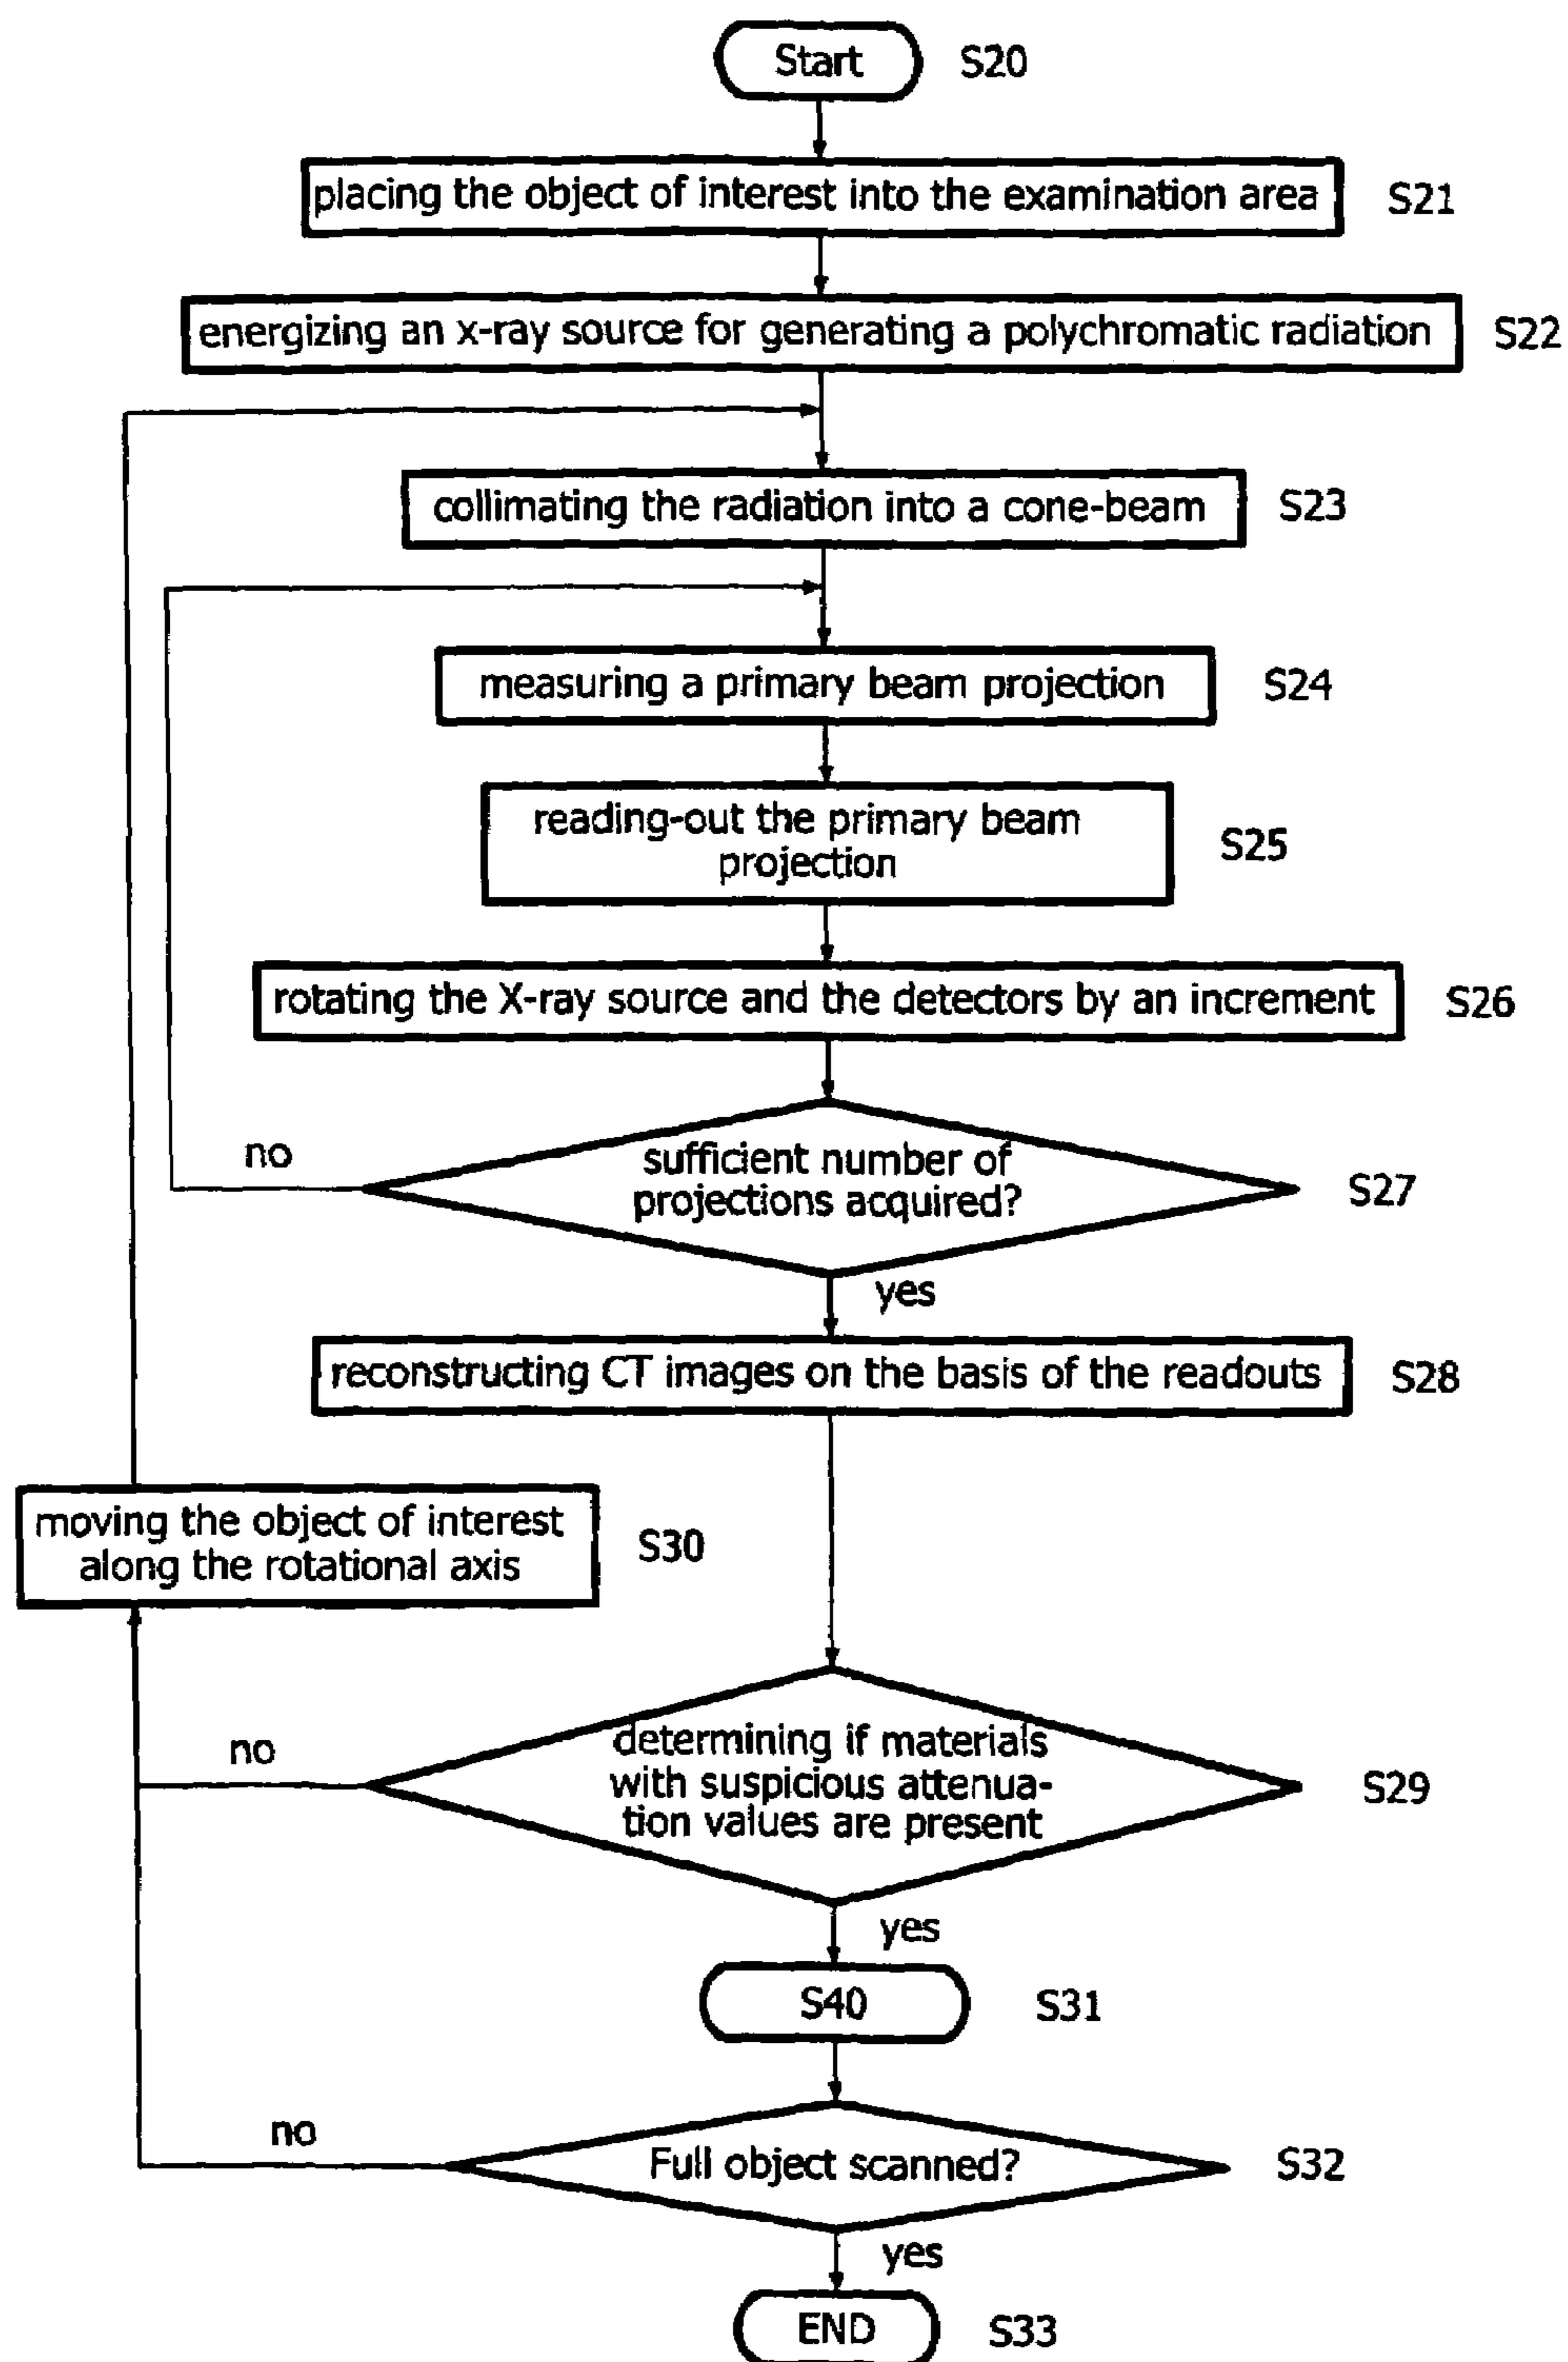 Start S20
placing the object of interest into the examination area S21
energizing an x-ray source for generating a polychromatic radiation S22
collimating the radiation into a cone-beam S23
measuring a primary beam projection S24
reading-out the primary beam
projection
S25
rotating the X-ray source and the detectors by an increment S26
no
sufficient number of
projections acquired?
S27
yes
reconstructing CT images on the basis of the readouts S28
moving the object of interest
along the rotational axis
S30
no
determining if materials
with suspicious attenua-
tion values are present
S29
yes
S40 S31
no
Full object scanned? S32
yes
END S33